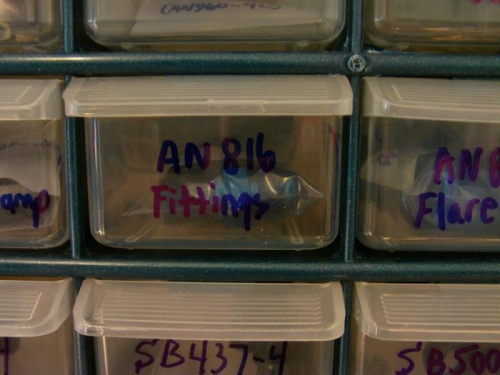 AN 816
Fittings
amp
AN
Flare
SB437-4
SB500